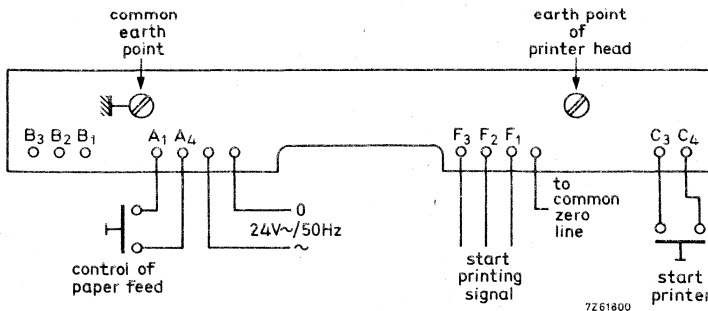 common
earth
point
earth point
of
printer head
B3 B2 B1
A1 A4
F3 F2 F1
C3 C4
0
24V~/50Hz
~
control of
paper feed
start
printing
signal
to
common
zero
line
start
printer
7Z61800